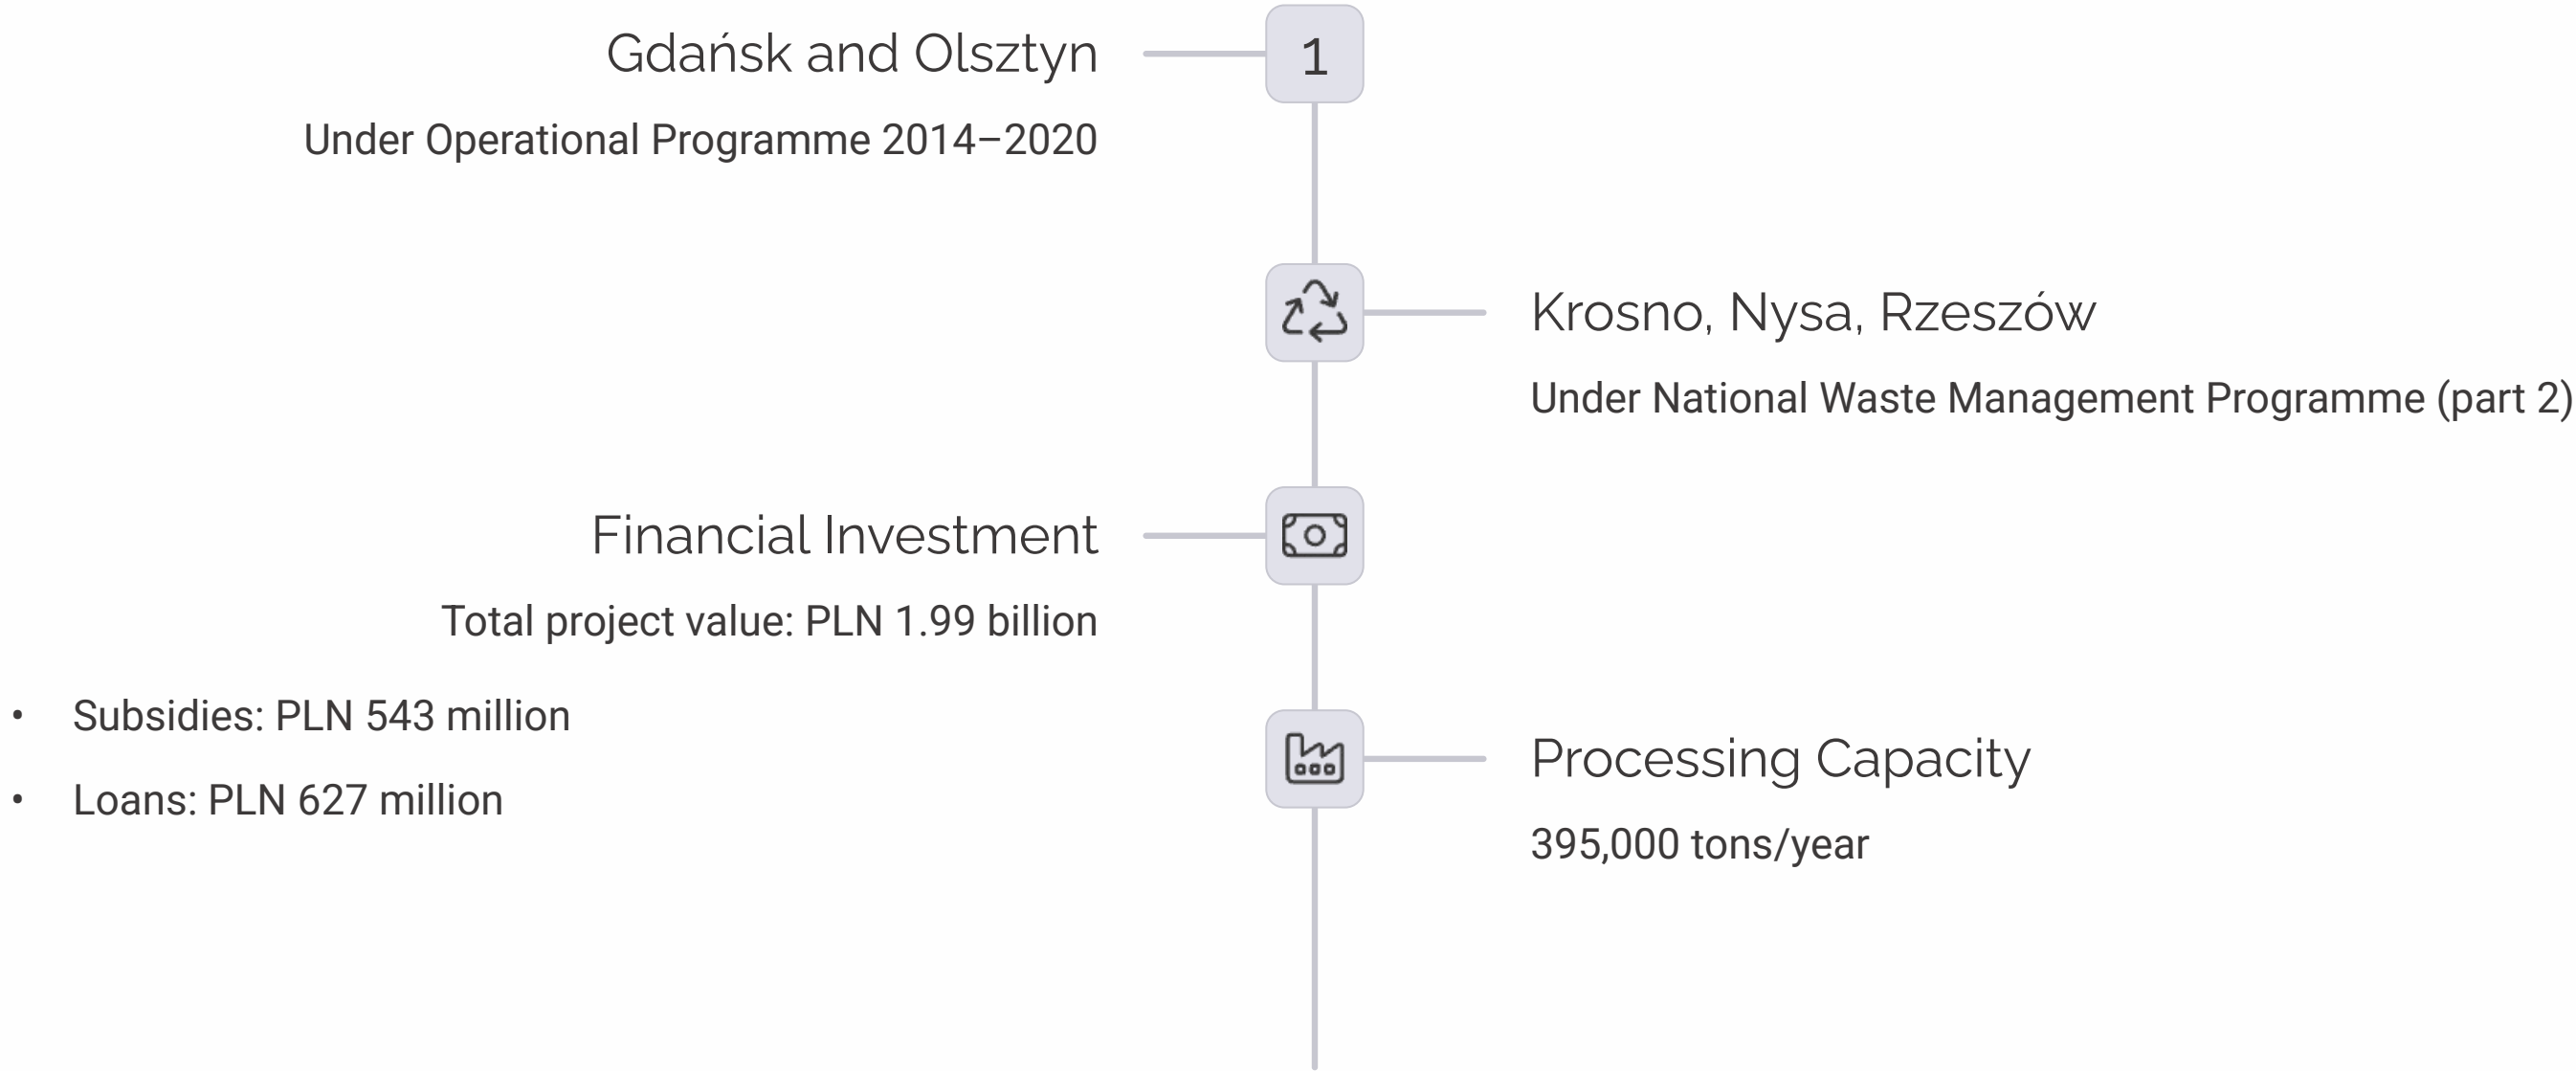 Gdańsk and Olsztyn
1
Under Operational Programme 2014–2020
Krosno, Nysa, Rzeszów
Under National Waste Management Programme (part 2)
Financial Investment
Total project value: PLN 1.99 billion
• Subsidies: PLN 543 million
• Loans: PLN 627 million
Processing Capacity
395,000 tons/year